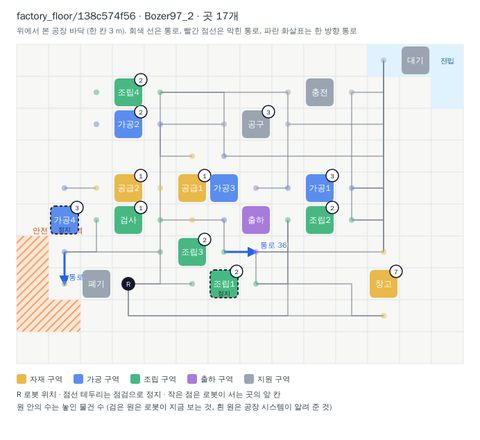 factory_floor/138c574f56 · Bozer97_2 · 곳 17개
위에서 본 공장 바닥 (한 칸 3 m). 회색 선은 통로, 빨간 점선은 막힌 통로, 파란 화살표는 한 방향 통로
대기
전입
조립4 2
충전
가공2 2
공구 3
공급2 1
공급1 1
가공3
가공1 3
가공4 3
정지
검사 1
출하
조립2 2
안전
조립3 2
통로 36
통로
폐기
R
조립1 2
정지
창고 7
자재 구역
가공 구역
조립 구역
출하 구역
지원 구역
R 로봇 위치 · 점선 테두리는 점검으로 정지 · 작은 점은 로봇이 서는 곳의 앞 칸
원 안의 수는 놓인 물건 수 (검은 원은 로봇이 지금 보는 것, 흰 원은 공장 시스템이 알려 준 것)